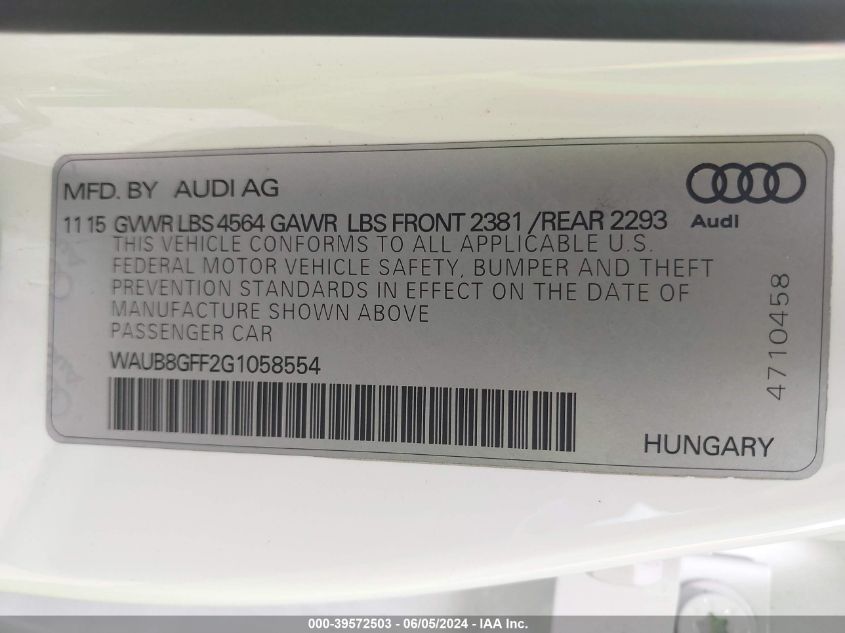 MFD. BY AUDI AG
Audi
11 15 GVWR LBS 4564 GAWR LBS FRONT 2381 /REAR 2293
THIS VEHICLE CONFORMS TO ALL APPLICABLE U.S.
FEDERAL MOTOR VEHICLE SAFETY, BUMPER AND THEFT
PREVENTION STANDARDS IN EFFECT ON THE DATE OF
MANUFACTURE SHOWN ABOVE
PASSENGER CAR
WAUB8GFF2G1058554
4710458
HUNGARY
000-39572503 - 06/05/2024 - IAA Inc.